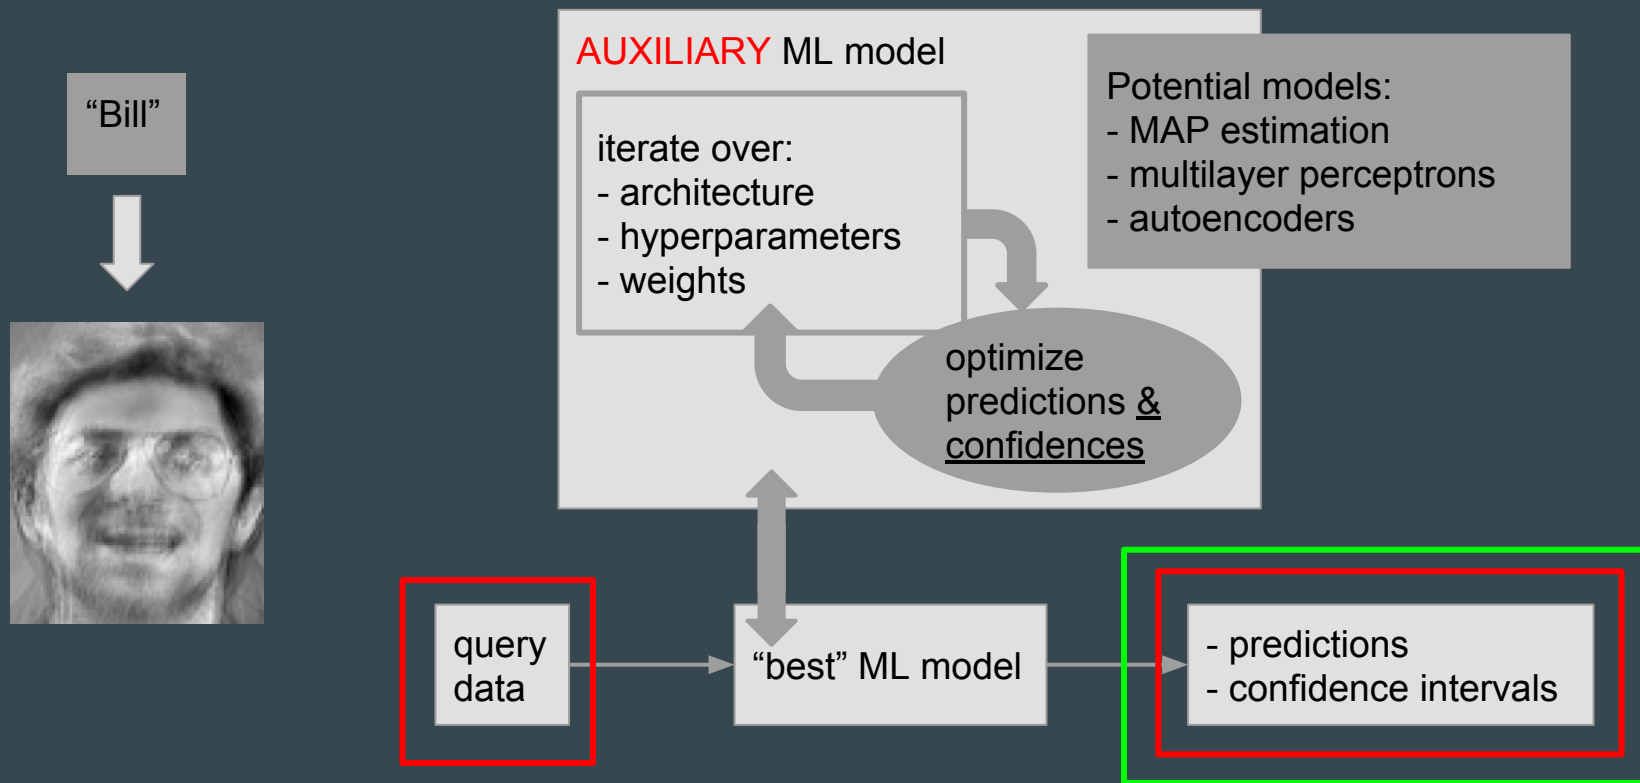 “Bill”
AUXILIARY ML model
iterate over:
- architecture
- hyperparameters
- weights
Potential models:
- MAP estimation
- multilayer perceptrons
- autoencoders
optimize
predictions &
confidences
query
data
“best” ML model
- predictions
- confidence intervals